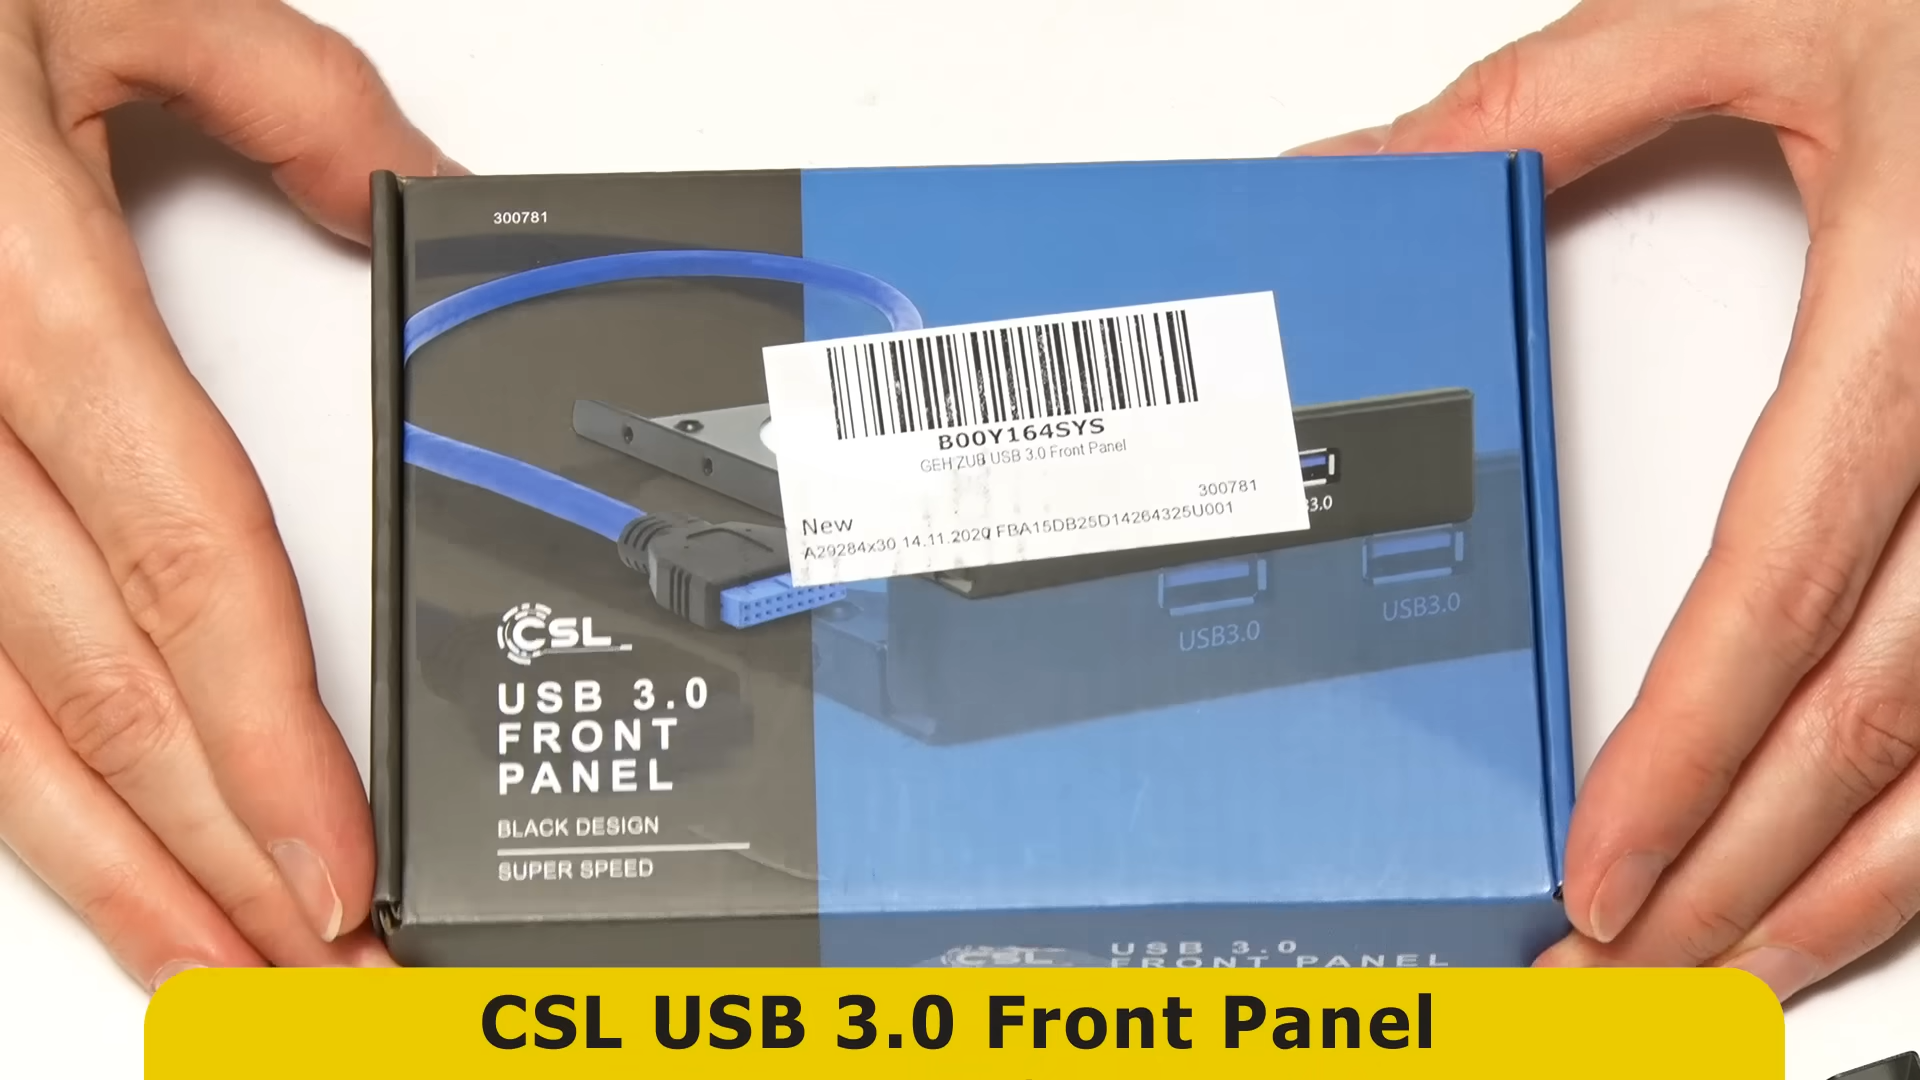 300781
B00Y164SYS
GEH ZUB USB 3.0 Front Panel
300781
New
A29284x30 14.11.2020 FBA15DB25D14264325U001
B3.0
USB3.0
USB3.0
CSL
USB 3.0
FRONT
PANEL
BLACK DESIGN
SUPER SPEED
CSL
USB 3.0
FRONT PANEL
CSL USB 3.0 Front Panel